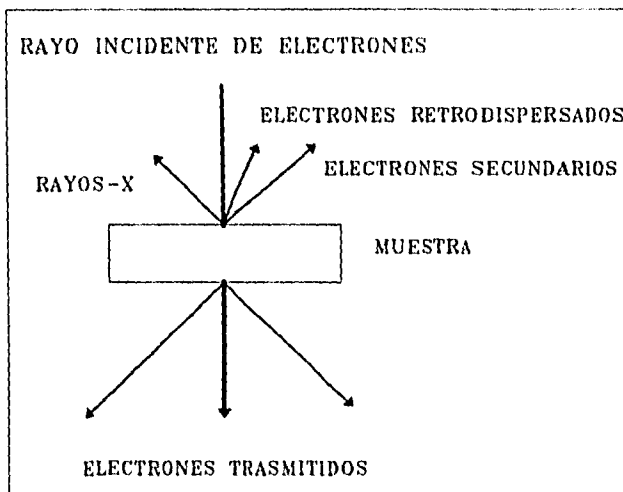 RAYO INCIDENTE DE ELECTRONES
ELECTRONES RETRODISPERSADOS
ELECTRONES SECUNDARIOS
RAYOS-X
MUESTRA
ELECTRONES TRASMITIDOS